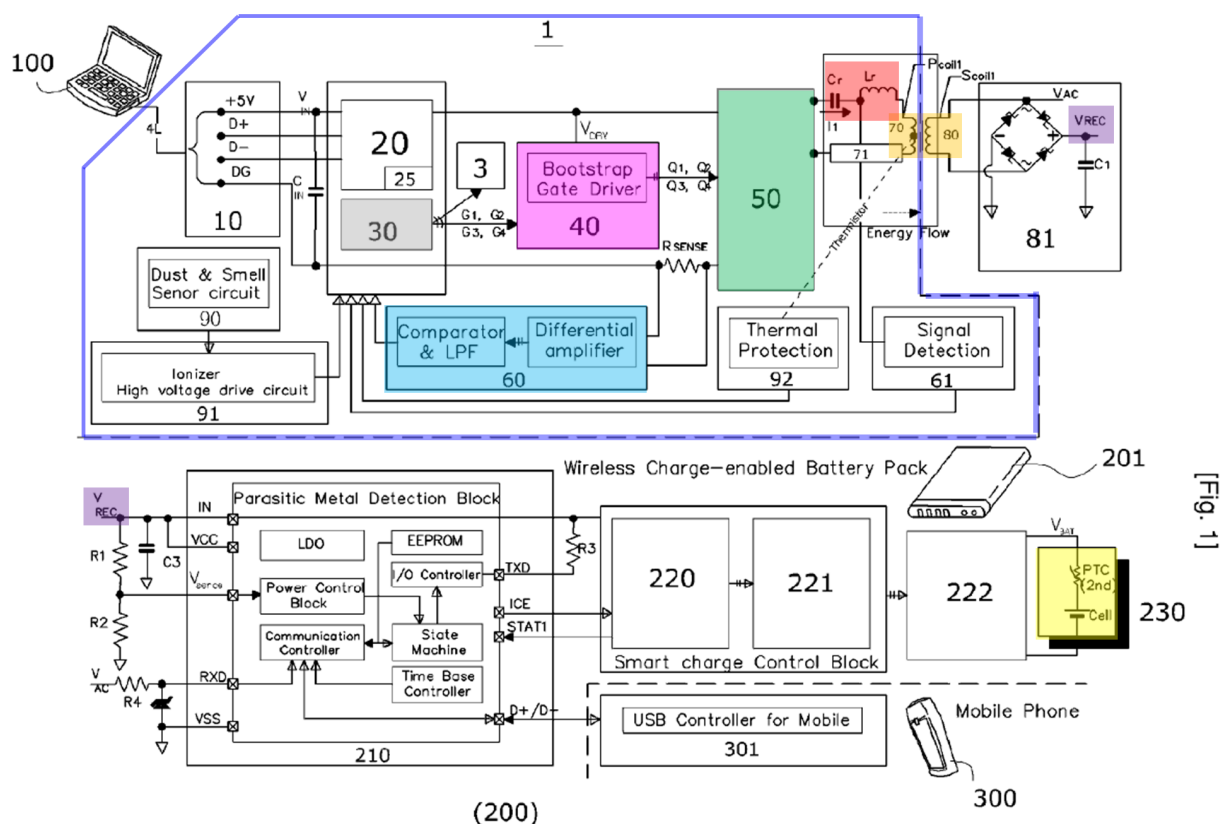 1
100
4L
+5V
D+
D-
DG
10
V
IN
C
IN
20
25
30
3
G1, G2
G3, G4
VDRV
Bootstrap
Gate Driver
40
Q1, Q2
Q3, Q4
50
RSENSE
Cr
Lr
I1
70
71
Pcoil1
Scoil1
80
Thermistor
Energy Flow
VAC
VREC
C1
81
Dust & Smell
Senor circuit
90
Ionizer
High voltage drive circuit
91
Comparator
& LPF
Differential
amplifier
60
Thermal
Protection
92
Signal
Detection
61
Wireless Charge-enabled Battery Pack
201
[Fig. 1]
V
REC
IN
VCC
C3
R1
Vsence
R2
V
AC
R4
RXD
VSS
Parasitic Metal Detection Block
LDO
EEPROM
I/O Controller
Power Control
Block
Communication
Controller
State
Machine
Time Base
Controller
TXD
R3
ICE
STAT1
D+/D-
210
220
221
Smart charge Control Block
222
VBAT
PTC
(2nd)
Cell
230
USB Controller for Mobile
301
Mobile Phone
300
(200)